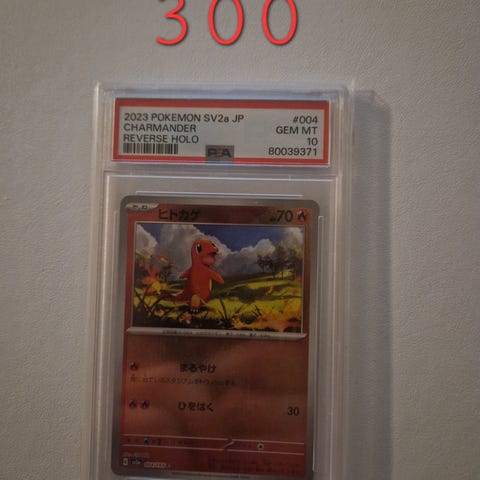 300
2023 POKEMON SV2a JP #004
CHARMANDER GEM MT
REVERSE HOLO 10
PSA 80039371
ヒトカゲ 70
まるやけ
ひをはく 30